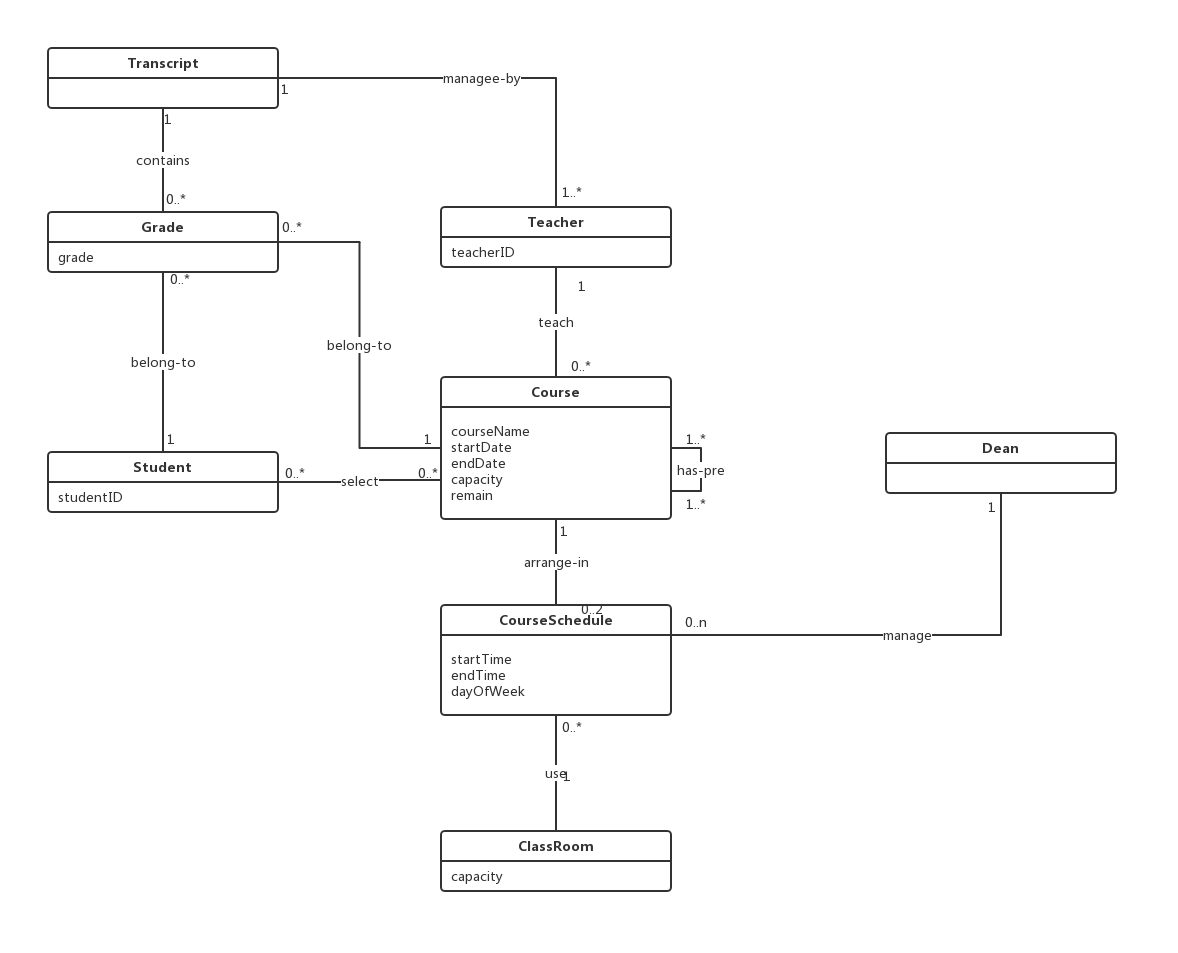 Transcript
managee-by
1
1
contains
0..*
1..*
Grade
0..*
Teacher
grade
teacherID
0..*
1
teach
belong-to
belong-to
0..*
Course
courseName
1
1
1..*
startDate
Dean
endDate
Student
0..*
select
0..*
has-pre
capacity
studentID
remain
1..*
1
1
arrange-in
0..2
CourseSchedule
0..n
manage
startTime
endTime
dayOfWeek
0..*
use
1
ClassRoom
capacity